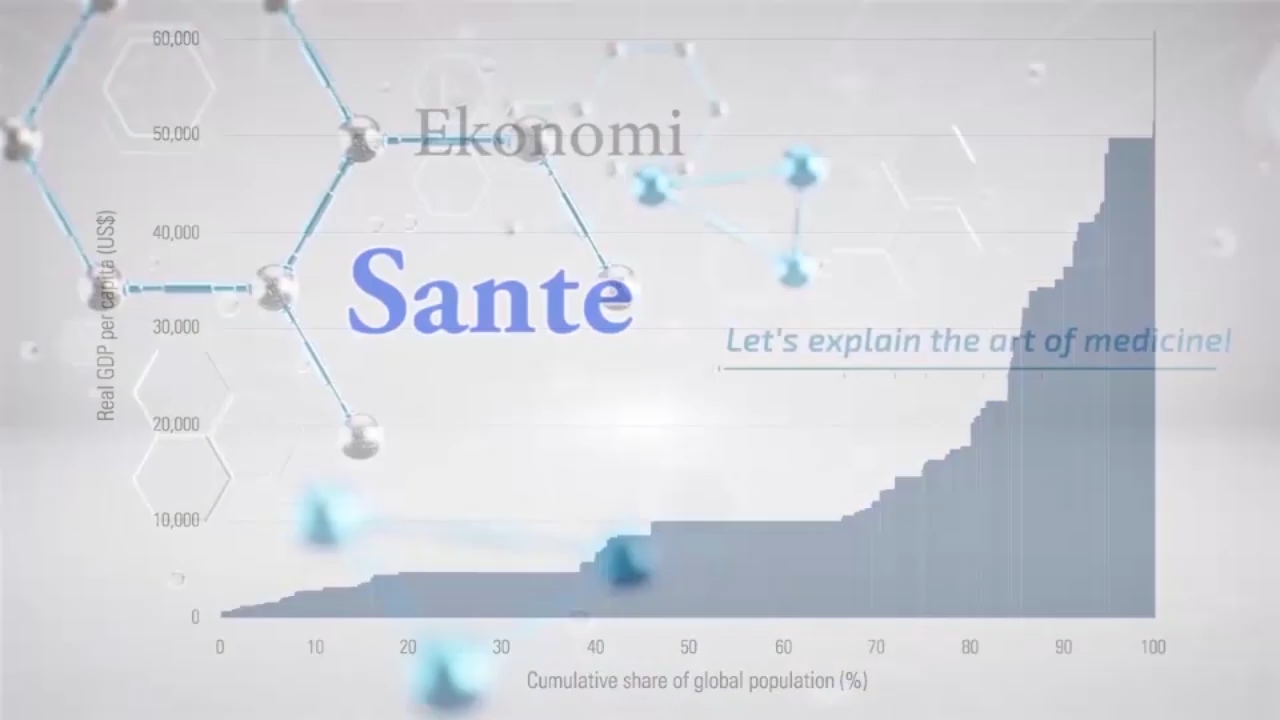 60,000
Ekonomi
50,000
40,000
Sante
30,000
Let's explain the art of medicine!
20,000
10,000
0
Real GDP per capita (US$)
0 10 20 30 40 50 60 70 80 90 100
Cumulative share of global population (%)